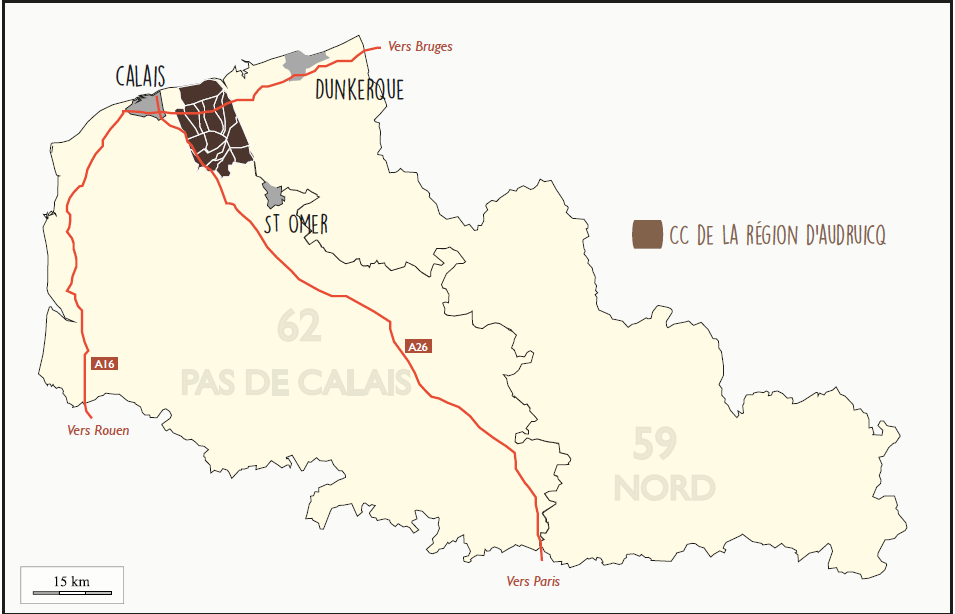 Vers Bruges
CALAIS
DUNKERQUE
ST OMER
CC DE LA RÉGION D'AUDRUICQ
62
PAS DE CALAIS
A26
A16
Vers Rouen
59
NORD
Vers Paris
15 km